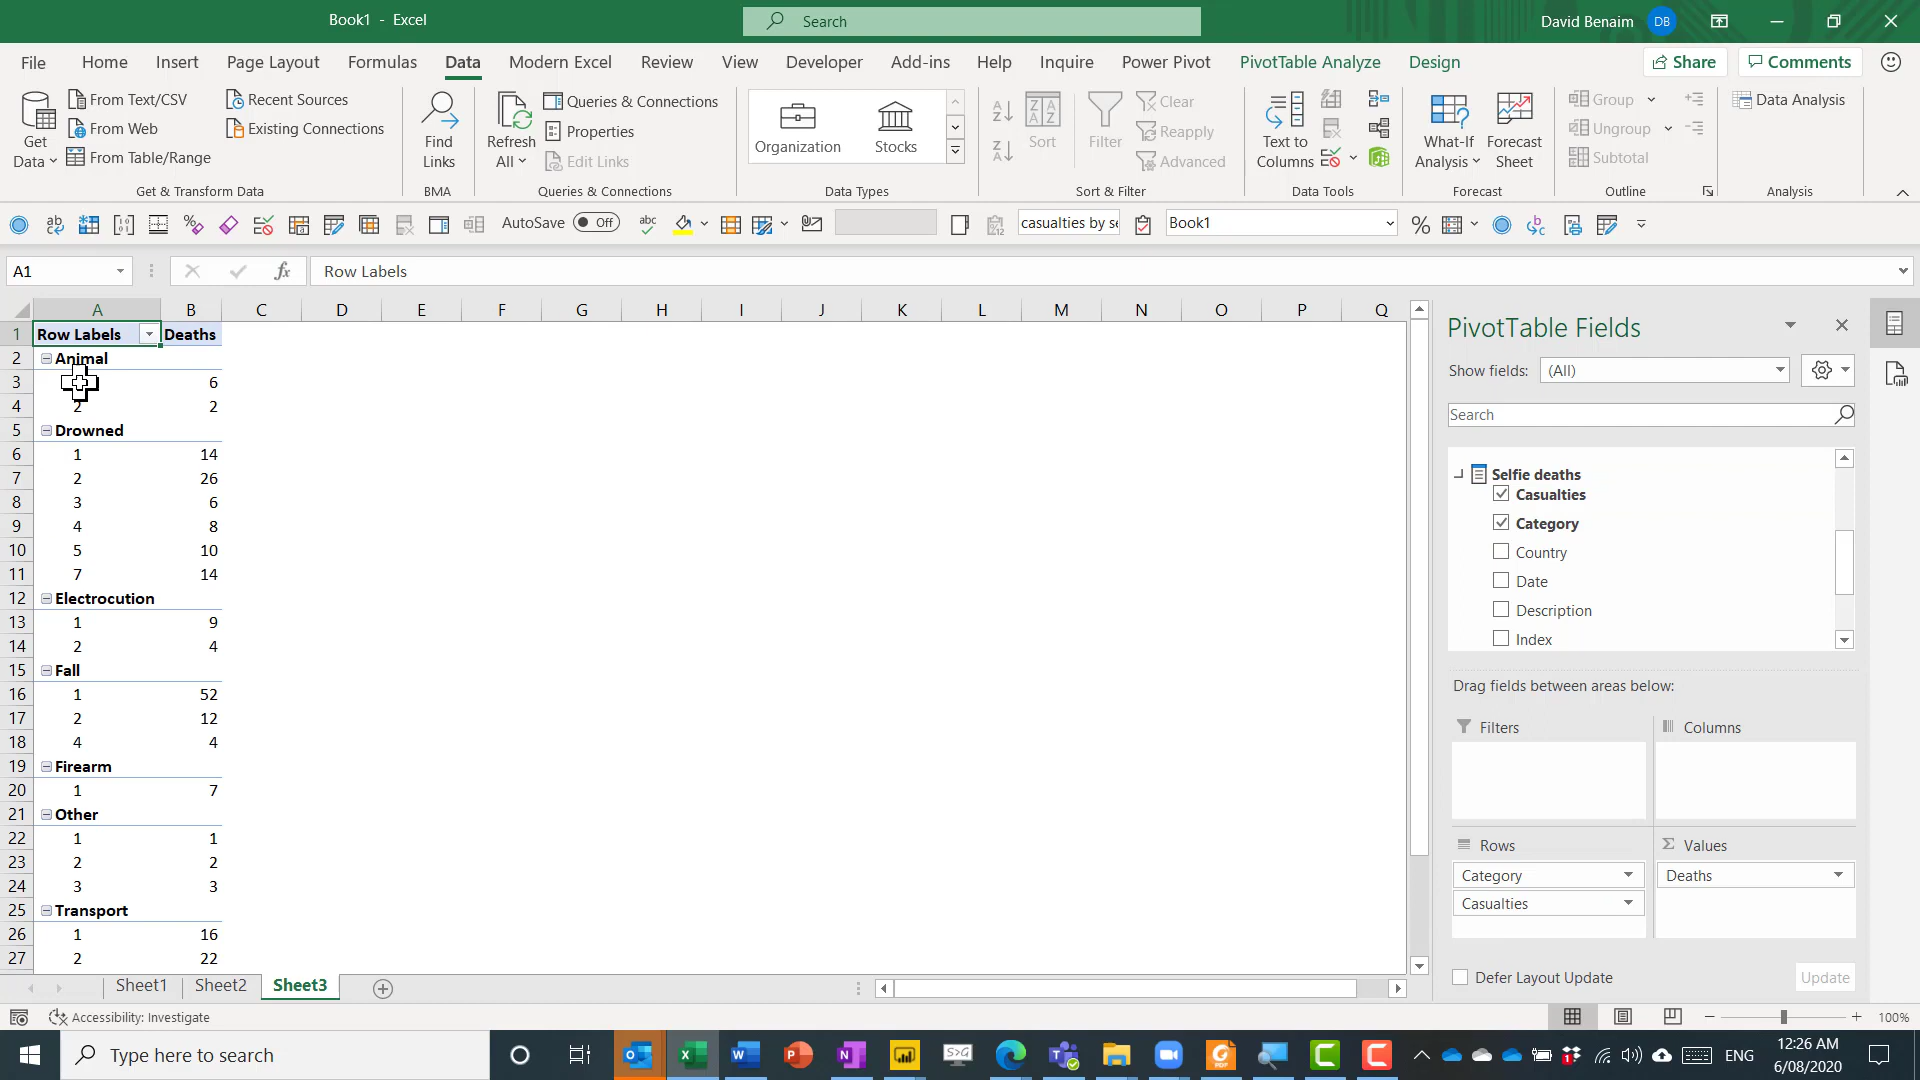 Book1 - Excel
Search
David Benaim
DB
File
Home
Insert
Page Layout
Formulas
Data
Modern Excel
Review
View
Developer
Add-ins
Help
Inquire
Power Pivot
PivotTable Analyze
Design
Share
Comments
Get Data
From Text/CSV
From Web
From Table/Range
Recent Sources
Existing Connections
Get & Transform Data
Find Links
BMA
Refresh All
Queries & Connections
Properties
Edit Links
Queries & Connections
Organization
Stocks
Data Types
Sort
Filter
Clear
Reapply
Advanced
Sort & Filter
Text to Columns
Data Tools
What-If Analysis
Forecast Sheet
Forecast
Group
Ungroup
Subtotal
Outline
Data Analysis
Analysis
AutoSave Off
casualties by se
Book1
A1
Row Labels
A B C D E F G H I J K L M N O P Q
1 Row Labels Deaths
2 Animal
3 6
4 2 2
5 Drowned
6 1 14
7 2 26
8 3 6
9 4 8
10 5 10
11 7 14
12 Electrocution
13 1 9
14 2 4
15 Fall
16 1 52
17 2 12
18 4 4
19 Firearm
20 1 7
21 Other
22 1 1
23 2 2
24 3 3
25 Transport
26 1 16
27 2 22
PivotTable Fields
Show fields: (All)
Search
Selfie deaths
Casualties
Category
Country
Date
Description
Index
Drag fields between areas below:
Filters
Columns
Rows
Values
Category
Casualties
Deaths
Defer Layout Update
Update
Sheet1
Sheet2
Sheet3
Accessibility: Investigate
100%
Type here to search
ENG
12:26 AM
6/08/2020